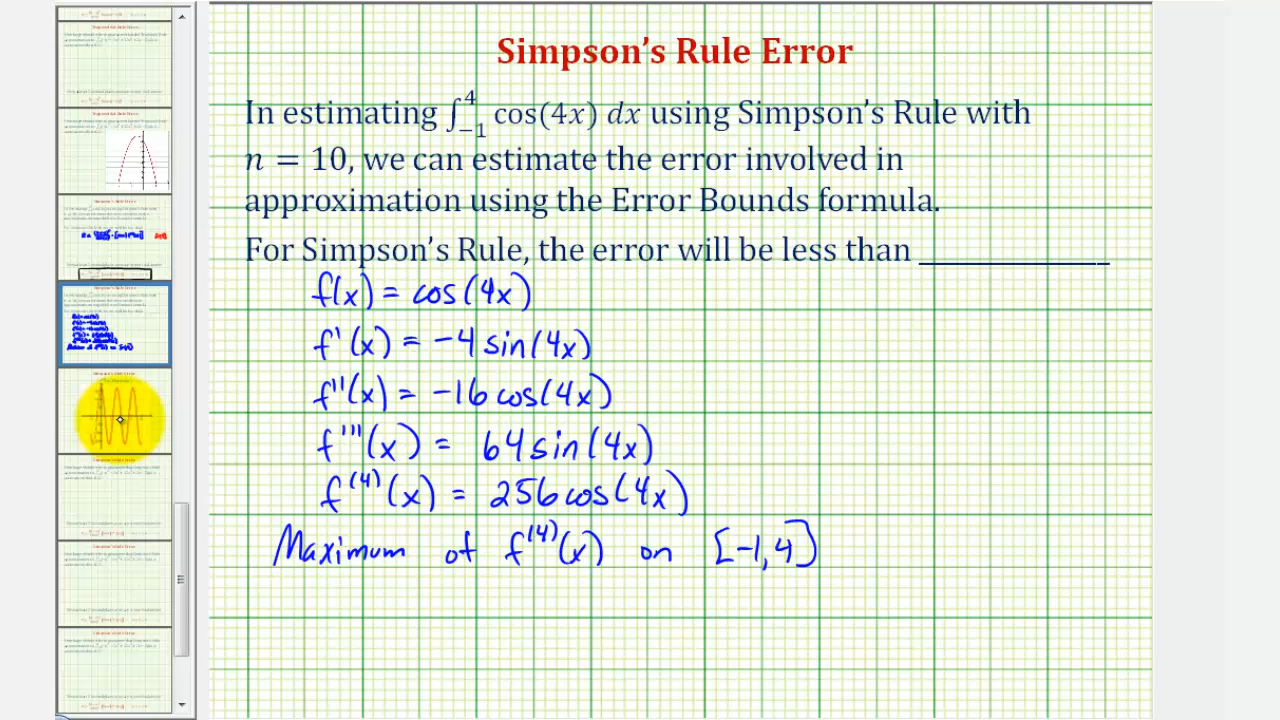 Simpson's Rule Error
In estimating ∫₋₁⁴ cos(4x) dx using Simpson's Rule with
n = 10, we can estimate the error involved in
approximation using the Error Bounds formula.
For Simpson's Rule, the error will be less than ____________
f(x) = cos(4x)
f'(x) = -4 sin(4x)
f''(x) = -16 cos(4x)
f'''(x) = 64 sin(4x)
f⁽⁴⁾(x) = 256 cos(4x)
Maximum of f⁽⁴⁾(x) on [-1,4]